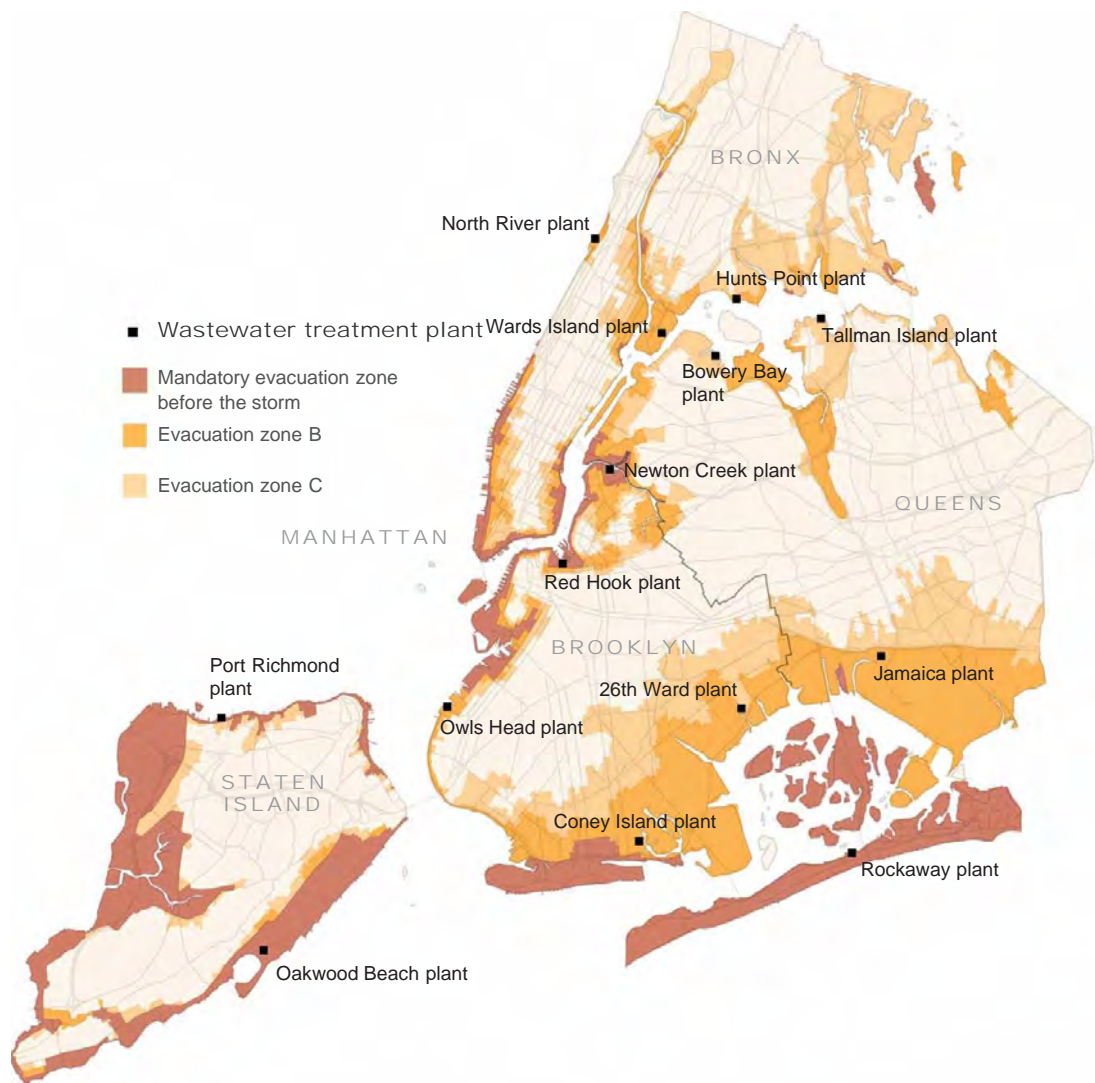 BRONX
North River plant
Hunts Point plant
Wastewater treatment plant
Wards Island plant
Tallman Island plant
Mandatory evacuation zone
before the storm
Bowery Bay
plant
Evacuation zone B
Newton Creek plant
Evacuation zone C
QUEENS
MANHATTAN
Red Hook plant
BROOKLYN
Port Richmond
plant
Jamaica plant
26th Ward plant
Owls Head plant
STATEN
ISLAND
Coney Island plant
Rockaway plant
Oakwood Beach plant